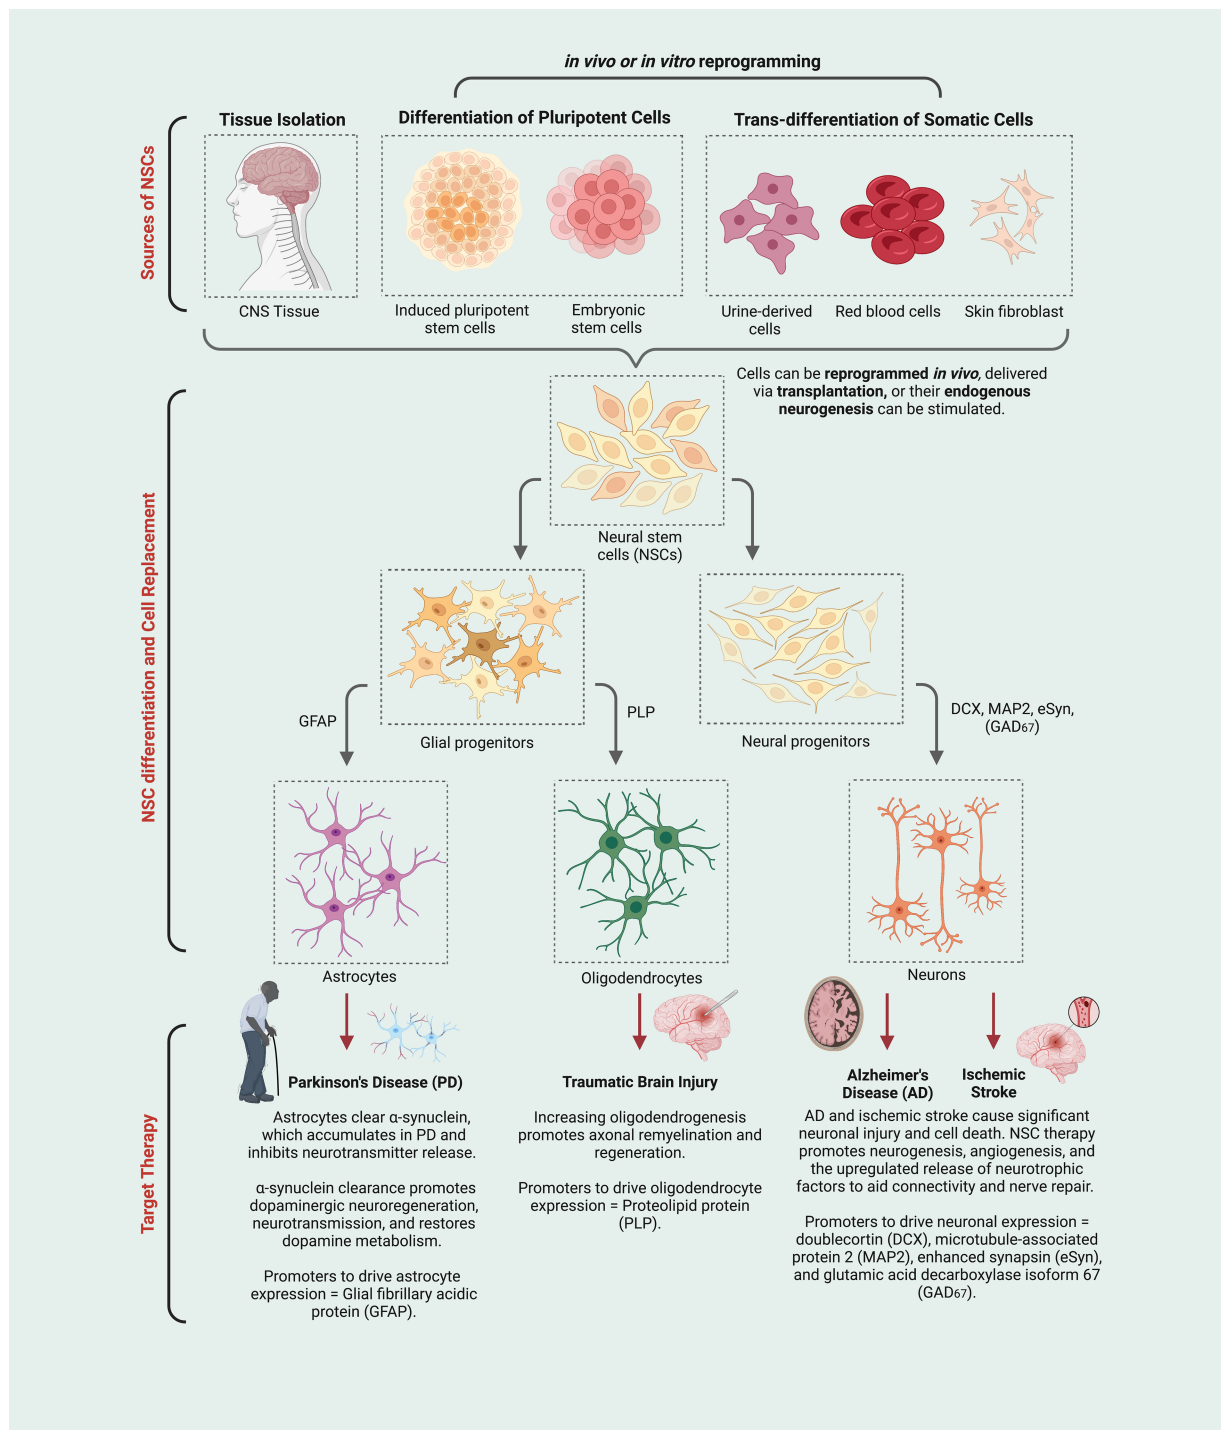 in vivo or in vitro reprogramming
Tissue Isolation
Differentiation of Pluripotent Cells
Trans-differentiation of Somatic Cells
Sources of NSCs
CNS Tissue
Induced pluripotent
stem cells
Embryonic
stem cells
Urine-derived
cells
Red blood cells
Skin fibroblast
Cells can be reprogrammed in vivo, delivered
via transplantation, or their endogenous
neurogenesis can be stimulated.
NSC differentiation and Cell Replacement
Neural stem
cells (NSCs)
GFAP
Glial progenitors
PLP
Neural progenitors
DCX, MAP2, eSyn,
(GAD67)
Astrocytes
Oligodendrocytes
Neurons
Target Therapy
Parkinson's Disease (PD)
Astrocytes clear α-synuclein,
which accumulates in PD and
inhibits neurotransmitter release.
α-synuclein clearance promotes
dopaminergic neuroregeneration,
neurotransmission, and restores
dopamine metabolism.
Promoters to drive astrocyte
expression = Glial fibrillary acidic
protein (GFAP).
Traumatic Brain Injury
Increasing oligodendrogenesis
promotes axonal remyelination and
regeneration.
Promoters to drive oligodendrocyte
expression = Proteolipid protein
(PLP).
Alzheimer's
Disease (AD)
Ischemic
Stroke
AD and ischemic stroke cause significant
neuronal injury and cell death. NSC therapy
promotes neurogenesis, angiogenesis, and
the upregulated release of neurotrophic
factors to aid connectivity and nerve repair.
Promoters to drive neuronal expression =
doublecortin (DCX), microtubule-associated
protein 2 (MAP2), enhanced synapsin (eSyn),
and glutamic acid decarboxylase isoform 67
(GAD67).